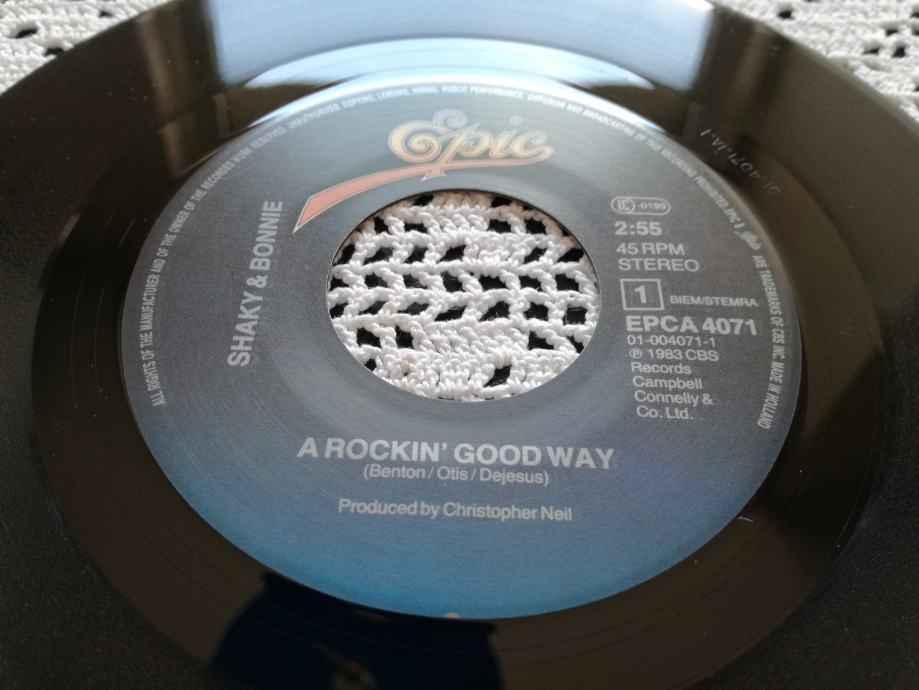 ALL RIGHTS OF THE MANUFACTURER AND OF THE OWNER OF THE RECORDED WORK RESERVED. UNAUTHORIZED COPYING, LENDING, HIRING, PUBLIC PERFORMANCE, DIFFUSION AND BROADCASTING OF THIS RECORDING PROHIBITED. EPIC & ARE TRADEMARKS OF CBS INC. MADE IN HOLLAND
Epic
SHAKY & BONNIE
-0199
2:55
45 RPM
STEREO
1 BIEM/STEMRA
EPCA 4071
01-004071-1
℗ 1983 CBS
Records
Campbell
Connelly &
Co. Ltd.
A ROCKIN' GOOD WAY
(Benton / Otis / Dejesus)
Produced by Christopher Neil